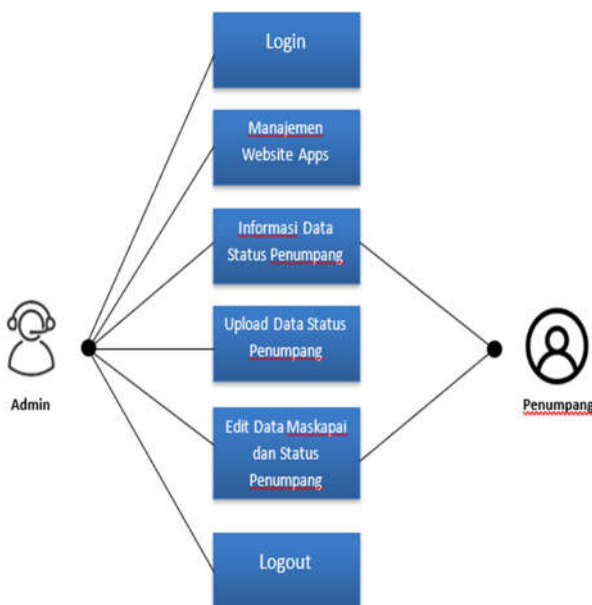 Login
Manajemen
Website Apps
Informasi Data
Status Penumpang
Upload Data Status
Penumpang
Admin
Penumpang
Edit Data Maskapai
dan Status
Penumpang
Logout